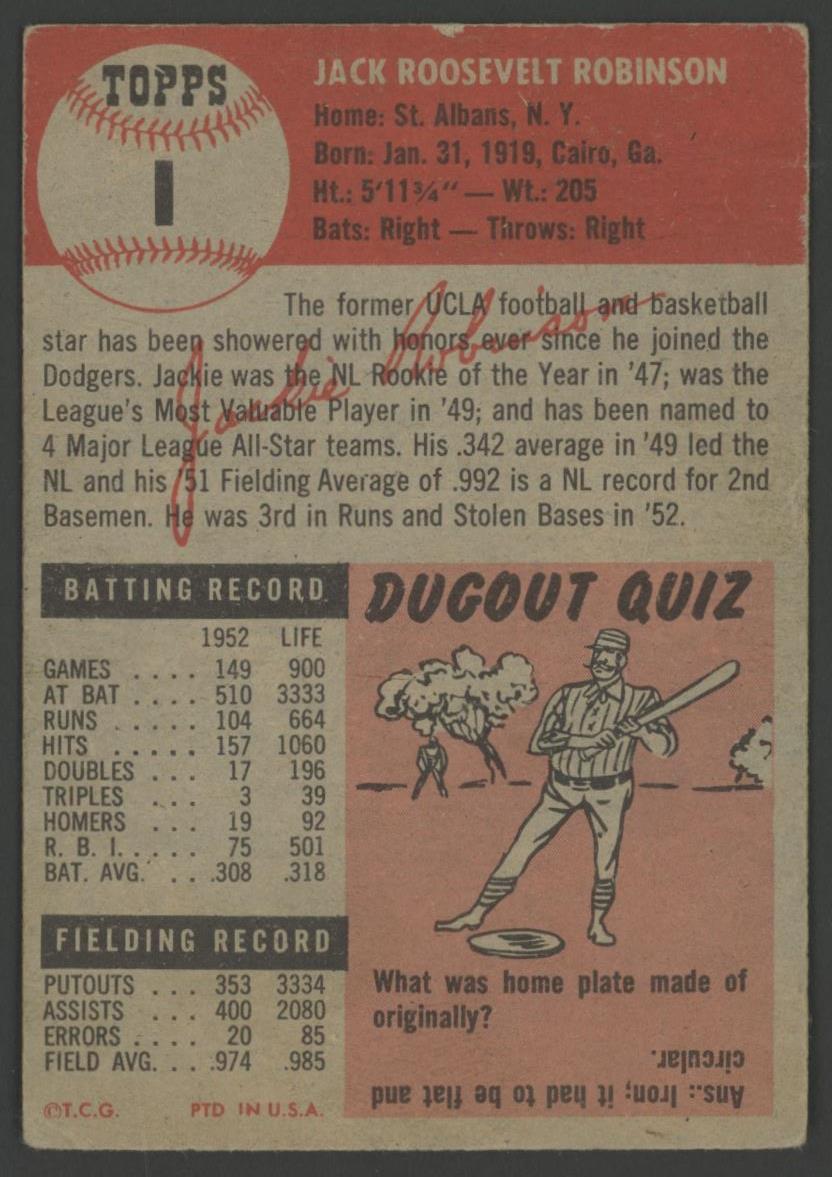 TOPPS
1
JACK ROOSEVELT ROBINSON
Home: St. Albans, N. Y.
Born: Jan. 31, 1919, Cairo, Ga.
Ht.: 5'11¾" — Wt.: 205
Bats: Right — Throws: Right
The former UCLA football and basketball
star has been showered with honors ever since he joined the
Dodgers. Jackie was the NL Rookie of the Year in '47; was the
League's Most Valuable Player in '49; and has been named to
4 Major League All-Star teams. His .342 average in '49 led the
NL and his '51 Fielding Average of .992 is a NL record for 2nd
Basemen. He was 3rd in Runs and Stolen Bases in '52.
Jackie Robinson
BATTING RECORD
1952 LIFE
GAMES .... 149 900
AT BAT .... 510 3333
RUNS ..... 104 664
HITS ..... 157 1060
DOUBLES ... 17 196
TRIPLES ... 3 39
HOMERS ... 19 92
R. B. I. .... 75 501
BAT. AVG. ... .308 .318
FIELDING RECORD
PUTOUTS ... 353 3334
ASSISTS ... 400 2080
ERRORS .... 20 85
FIELD AVG. ... .974 .985
©T.C.G. PTD IN U.S.A.
DUGOUT QUIZ
What was home plate made of
originally?
Ans.: Iron; it had to be flat and
circular.